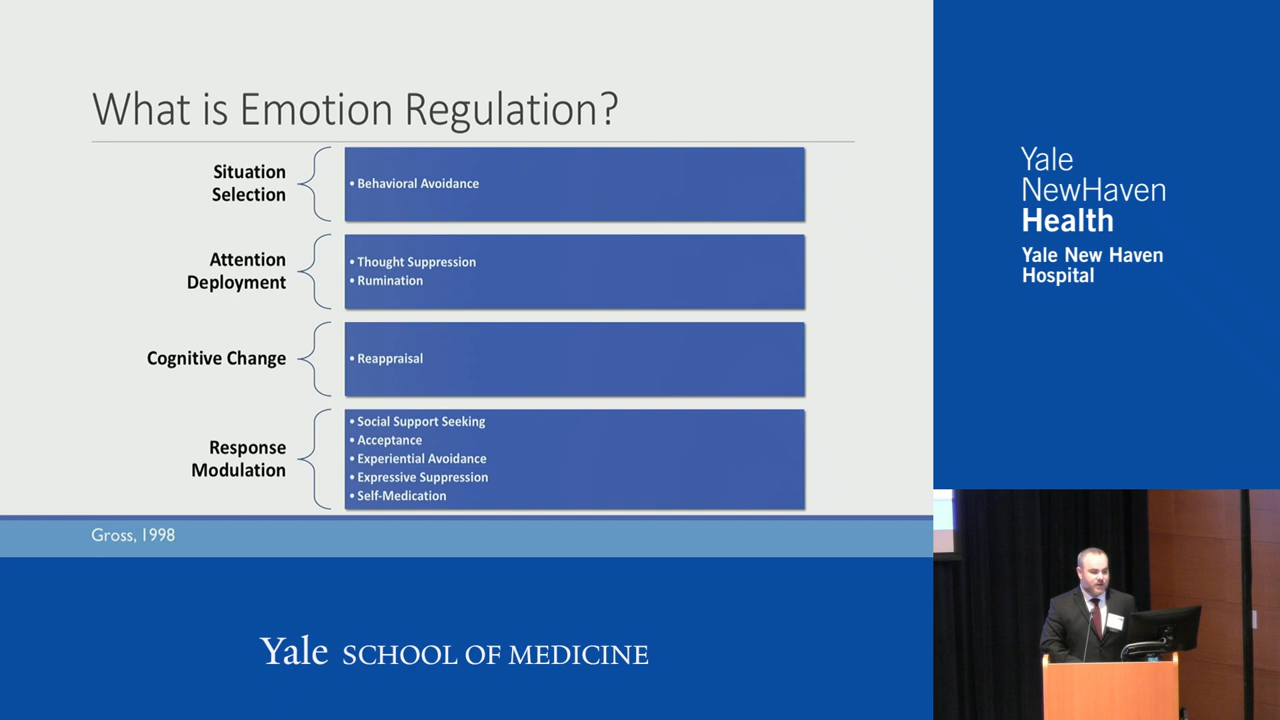 What is Emotion Regulation?
Situation
Selection
• Behavioral Avoidance
Attention
Deployment
• Thought Suppression
• Rumination
Cognitive Change
• Reappraisal
Response
Modulation
• Social Support Seeking
• Acceptance
• Experiential Avoidance
• Expressive Suppression
• Self-Medication
Gross, 1998
Yale SCHOOL OF MEDICINE
Yale
NewHaven
Health
Yale New Haven
Hospital